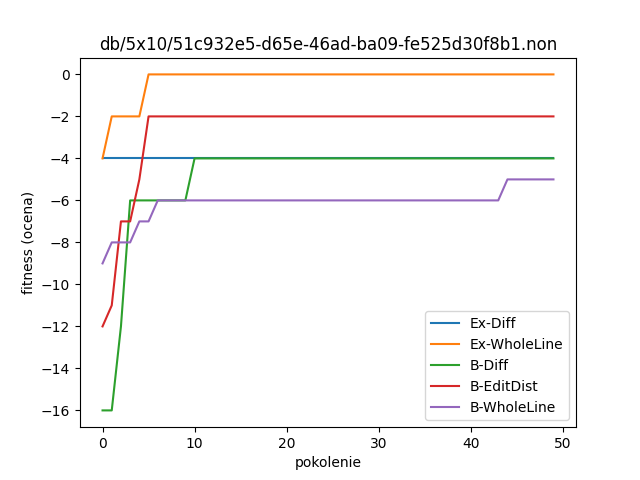 db/5x10/51c932e5-d65e-46ad-ba09-fe525d30f8b1.non
fitness (ocena)
0
−2
−4
−6
−8
−10
−12
−14
−16
Ex-Diff
Ex-WholeLine
B-Diff
B-EditDist
B-WholeLine
0 10 20 30 40 50
pokolenie